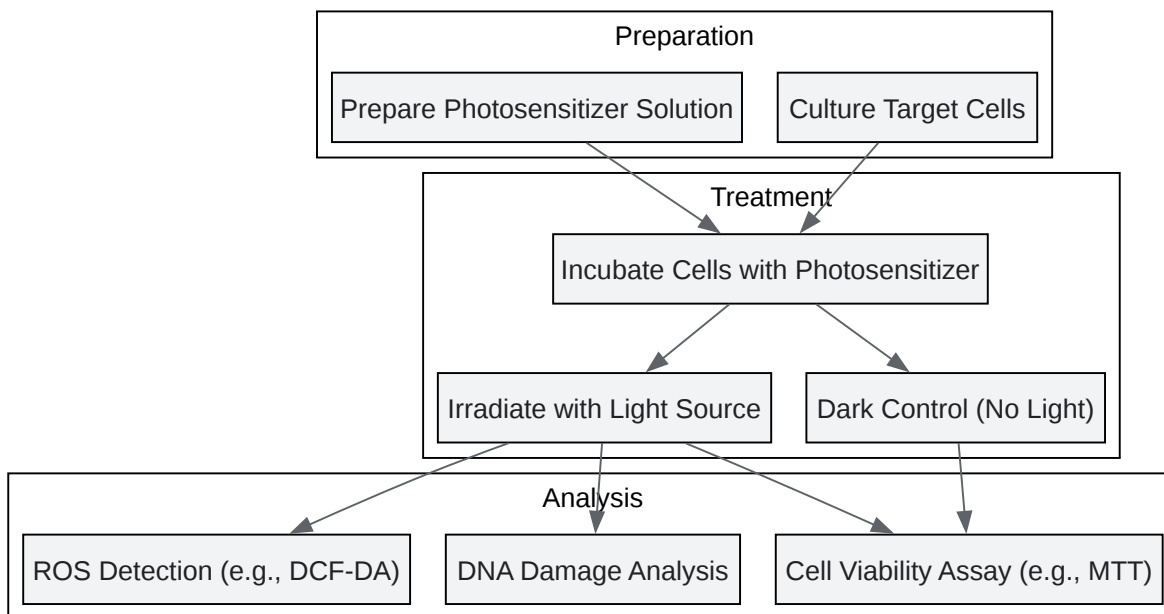 Preparation
Prepare Photosensitizer Solution
Culture Target Cells
Treatment
Incubate Cells with Photosensitizer
Irradiate with Light Source
Dark Control (No Light)
Analysis
ROS Detection (e.g., DCF-DA)
DNA Damage Analysis
Cell Viability Assay (e.g., MTT)